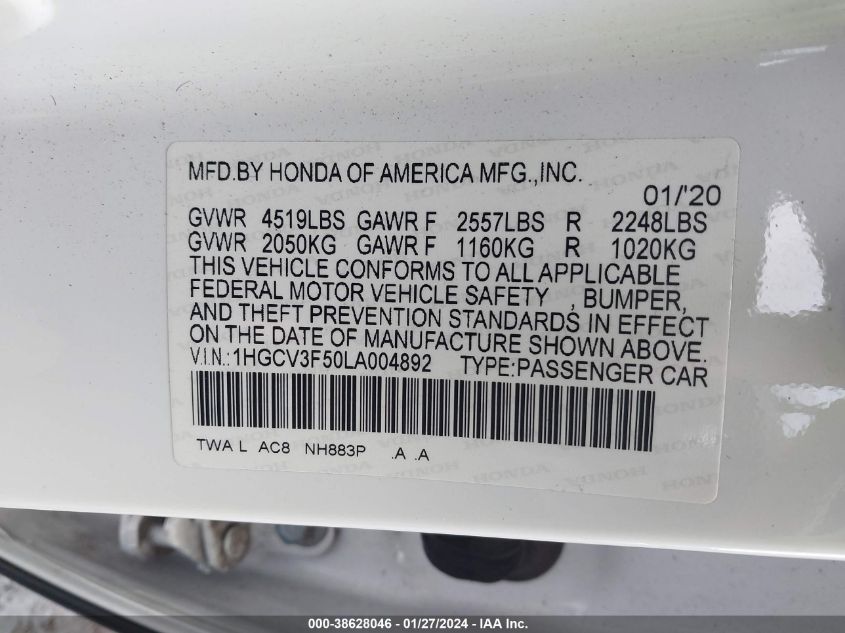 MFD.BY HONDA OF AMERICA MFG.,INC.
01/'20
GVWR 4519LBS GAWR F 2557LBS R 2248LBS
GVWR 2050KG GAWR F 1160KG R 1020KG
THIS VEHICLE CONFORMS TO ALL APPLICABLE
FEDERAL MOTOR VEHICLE SAFETY , BUMPER,
AND THEFT PREVENTION STANDARDS IN EFFECT
ON THE DATE OF MANUFACTURE SHOWN ABOVE.
V.I.N.:1HGCV3F50LA004892 TYPE:PASSENGER CAR
TWA L AC8 NH883P .A .A
000-38628046 - 01/27/2024 - IAA Inc.